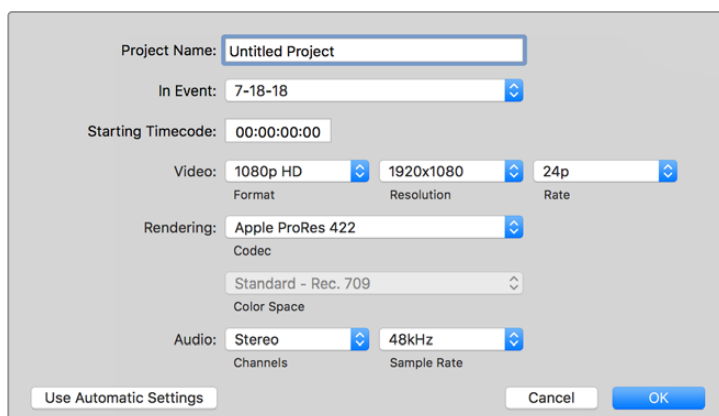 Project Name: Untitled Project
In Event: 7-18-18
Starting Timecode: 00:00:00:00
Video: 1080p HD 1920x1080 24p
Format Resolution Rate
Rendering: Apple ProRes 422
Codec
Standard - Rec. 709
Color Space
Audio: Stereo 48kHz
Channels Sample Rate
Use Automatic Settings Cancel OK